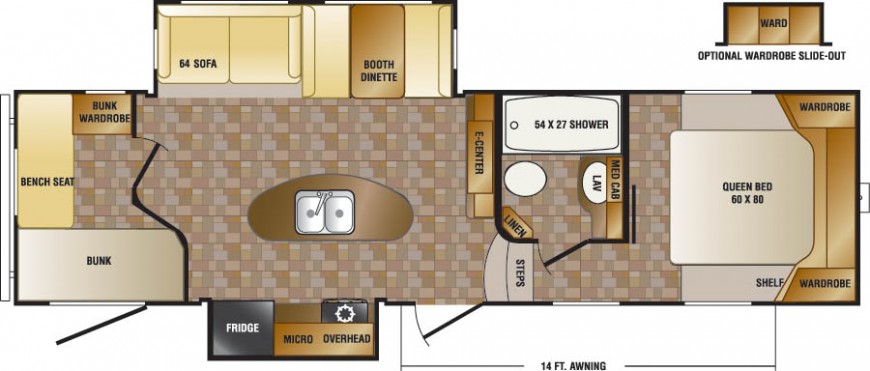 WARD
OPTIONAL WARDROBE SLIDE-OUT
64 SOFA
BOOTH
DINETTE
BUNK
WARDROBE
WARDROBE
E-CENTER
54 X 27 SHOWER
BENCH SEAT
LAV
MED CAB
QUEEN BED
60 X 80
LINEN
BUNK
STEPS
SHELF
WARDROBE
FRIDGE
MICRO
OVERHEAD
14 FT. AWNING